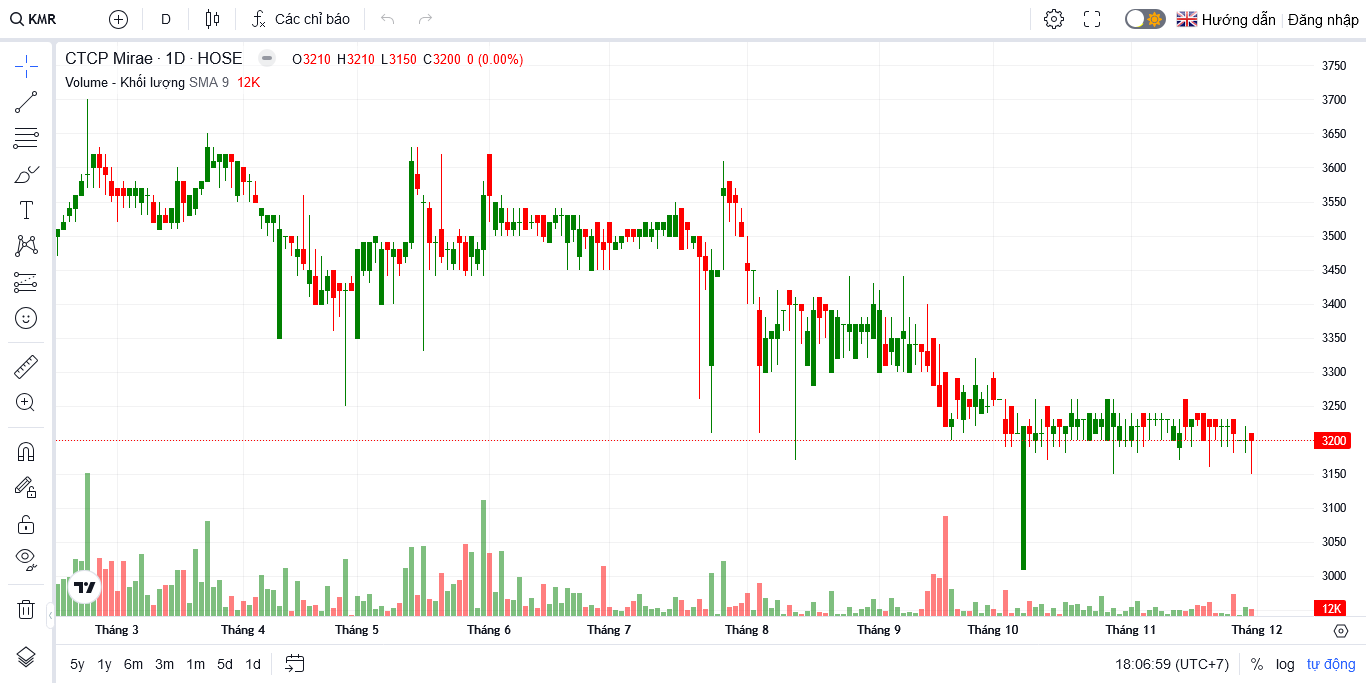 KMR D Các chỉ báo Hướng dẫn Đăng nhập
CTCP Mirae · 1D · HOSE O3210 H3210 L3150 C3200 0 (0.00%)
Volume - Khối lượng SMA 9 12K
3750
3700
3650
3600
3550
3500
3450
3400
3350
3300
3250
3200
3150
3100
3050
3000
12K
Tháng 3 Tháng 4 Tháng 5 Tháng 6 Tháng 7 Tháng 8 Tháng 9 Tháng 10 Tháng 11 Tháng 12
5y 1y 6m 3m 1m 5d 1d 18:06:59 (UTC+7) % log tự động